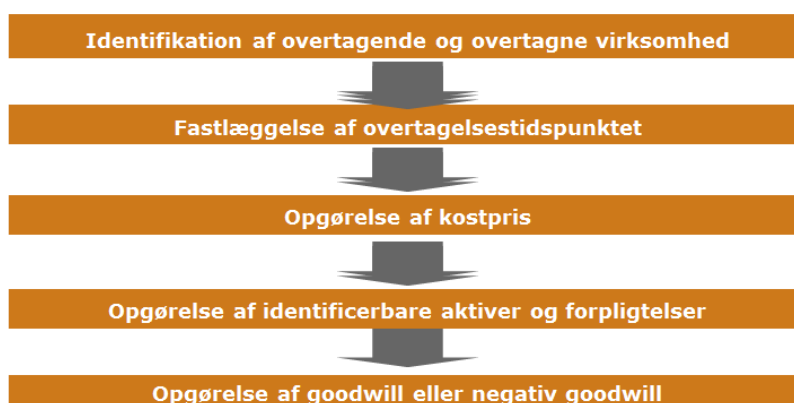 Identifikation af overtagende og overtagne virksomhed
Fastlæggelse af overtagelsestidspunktet
Opgørelse af kostpris
Opgørelse af identificerbare aktiver og forpligtelser
Opgørelse af goodwill eller negativ goodwill